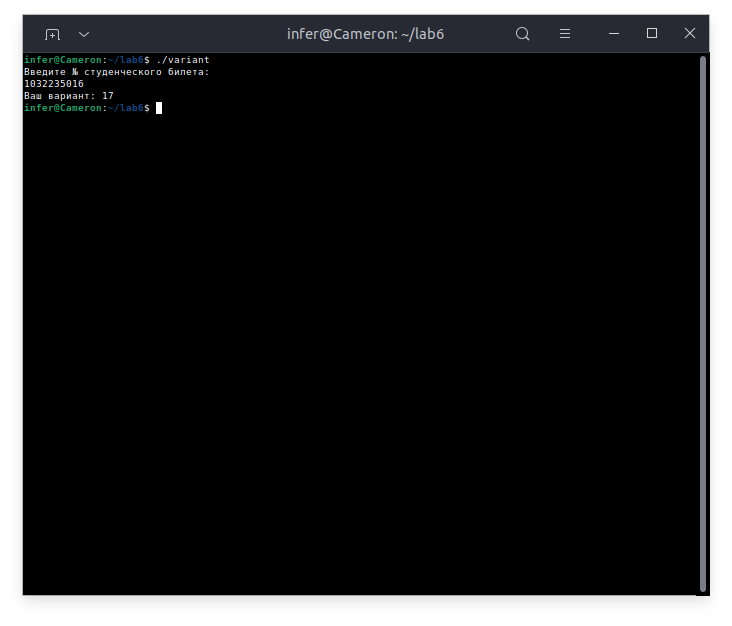 infer@Cameron: ~/lab6
infer@Cameron:~/lab6$ ./variant
Введите № студенческого билета:
1032235016
Ваш вариант: 17
infer@Cameron:~/lab6$